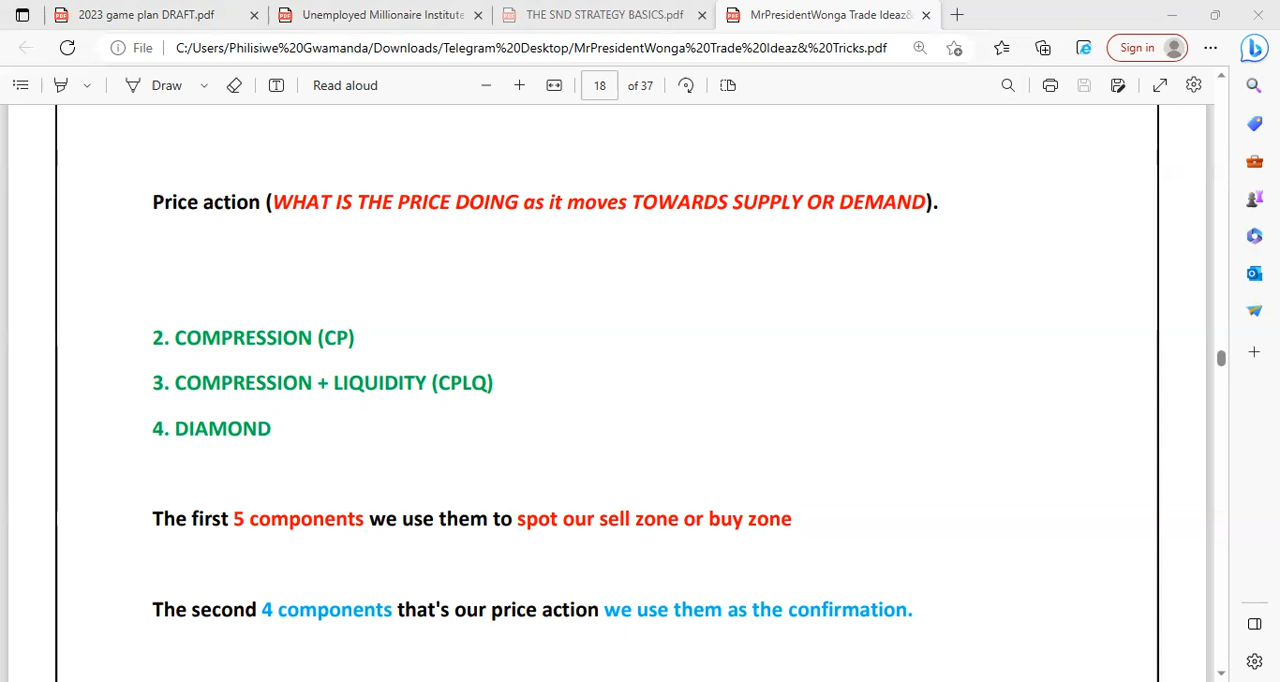 2023 game plan DRAFT.pdf
Unemployed Millionaire Institute
THE SND STRATEGY BASICS.pdf
MrPresidentWonga Trade Ideaz&
File
C:/Users/Philisiwe%20Gwamanda/Downloads/Telegram%20Desktop/MrPresidentWonga%20Trade%20Ideaz&%20Tricks.pdf
Sign in
Draw
Read aloud
18 of 37
Price action (WHAT IS THE PRICE DOING as it moves TOWARDS SUPPLY OR DEMAND).
2. COMPRESSION (CP)
3. COMPRESSION + LIQUIDITY (CPLQ)
4. DIAMOND
The first 5 components we use them to spot our sell zone or buy zone
The second 4 components that's our price action we use them as the confirmation.